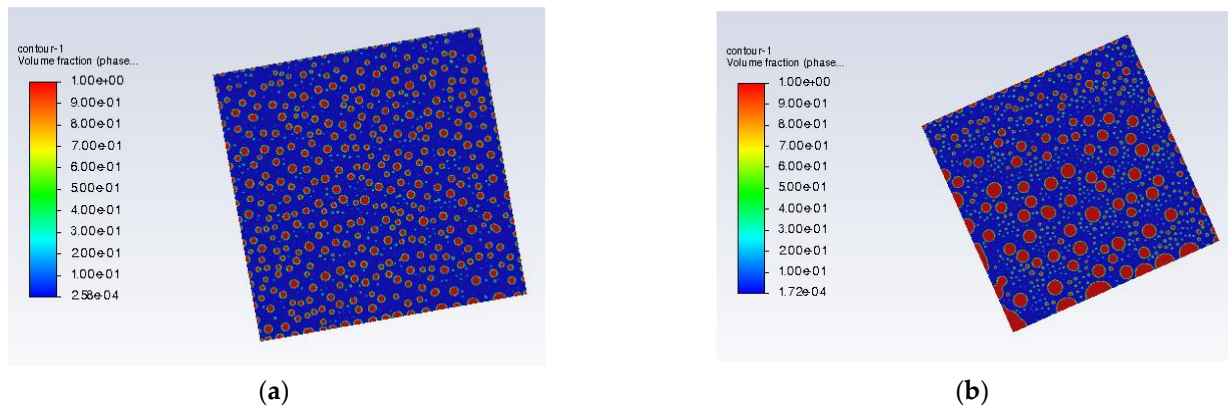 contour-1
Volume fraction (phase...
1.00e+00
9.00e-01
8.00e-01
7.00e-01
6.00e-01
5.00e-01
4.00e-01
3.00e-01
2.00e-01
1.00e-01
2.58e-04
(a)
contour-1
Volume fraction (phase...
1.00e+00
9.00e-01
8.00e-01
7.00e-01
6.00e-01
5.00e-01
4.00e-01
3.00e-01
2.00e-01
1.00e-01
1.72e-04
(b)